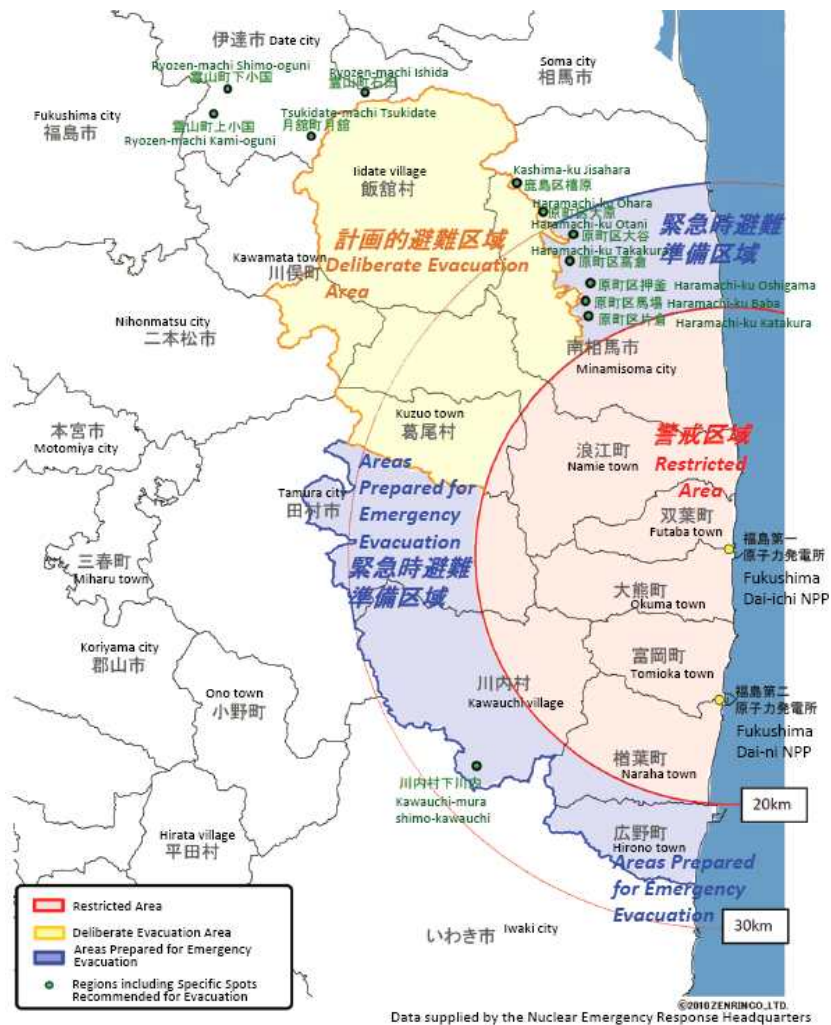 伊達市 Date city
Ryozen-machi Shimo-oguni
霊山町下小国
Ryozen-machi Ishida
霊山町石田
Soma city
相馬市
Fukushima city
福島市
霊山町上小国
Ryozen-machi Kami-oguni
Tsukidate-machi Tsukidate
月舘町月舘
Iidate village
飯舘村
Kashima-ku Jisahara
鹿島区橲原
Haramachi-ku Ohara
原町区大原
Haramachi-ku Otani
原町区大谷
Haramachi-ku Takakura
原町区高倉
原町区押釜 Haramachi-ku Oshigama
原町区馬場 Haramachi-ku Baba
原町区片倉 Haramachi-ku Katakura
緊急時避難
準備区域
計画的避難区域
Deliberate Evacuation
Area
Kawamata town
川俣町
Nihonmatsu city
二本松市
南相馬市
Minamisoma city
Kuzuo town
葛尾村
本宮市
Motomiya city
浪江町
Namie town
警戒区域
Restricted
Area
Areas
Prepared for
Emergency
Evacuation
緊急時避難
準備区域
Tamura city
田村市
双葉町
Futaba town
福島第一
原子力発電所
Fukushima
Dai-ichi NPP
三春町
Miharu town
大熊町
Okuma town
Koriyama city
郡山市
富岡町
Tomioka town
川内村
Kawauchi village
Ono town
小野町
福島第二
原子力発電所
Fukushima
Dai-ni NPP
楢葉町
Naraha town
川内村下川内
Kawauchi-mura
shimo-kawauchi
20km
Hirata village
平田村
広野町
Hirono town
Areas Prepared
for Emergency
Evacuation
30km
いわき市 Iwaki city
Restricted Area
Deliberate Evacuation Area
Areas Prepared for Emergency
Evacuation
Regions including Specific Spots
Recommended for Evacuation
©2010 ZENRIN CO., LTD.
Data supplied by the Nuclear Emergency Response Headquarters